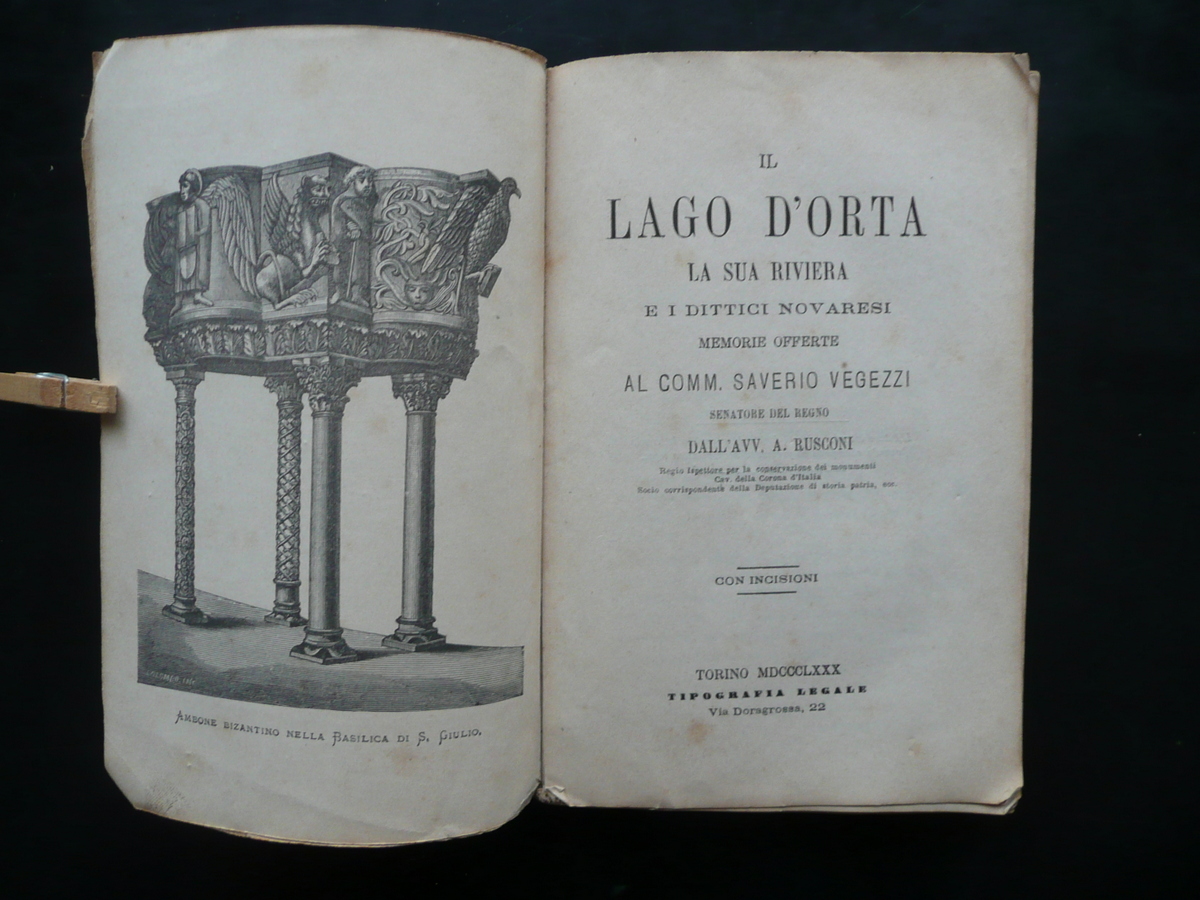 AMBONE BIZANTINO NELLA BASILICA DI S. GIULIO.
IL
LAGO D'ORTA
LA SUA RIVIERA
E I DITTICI NOVARESI
MEMORIE OFFERTE
AL COMM. SAVERIO VEGEZZI
SENATORE DEL REGNO
DALL'AVV. A. RUSCONI
Regio Ispettore per la conservazione dei monumenti
Cav. della Corona d'Italia
Socio corrispondente della Deputazione di storia patria, ecc.
CON INCISIONI
TORINO MDCCCLXXX
TIPOGRAFIA LEGALE
Via Doragrossa, 22